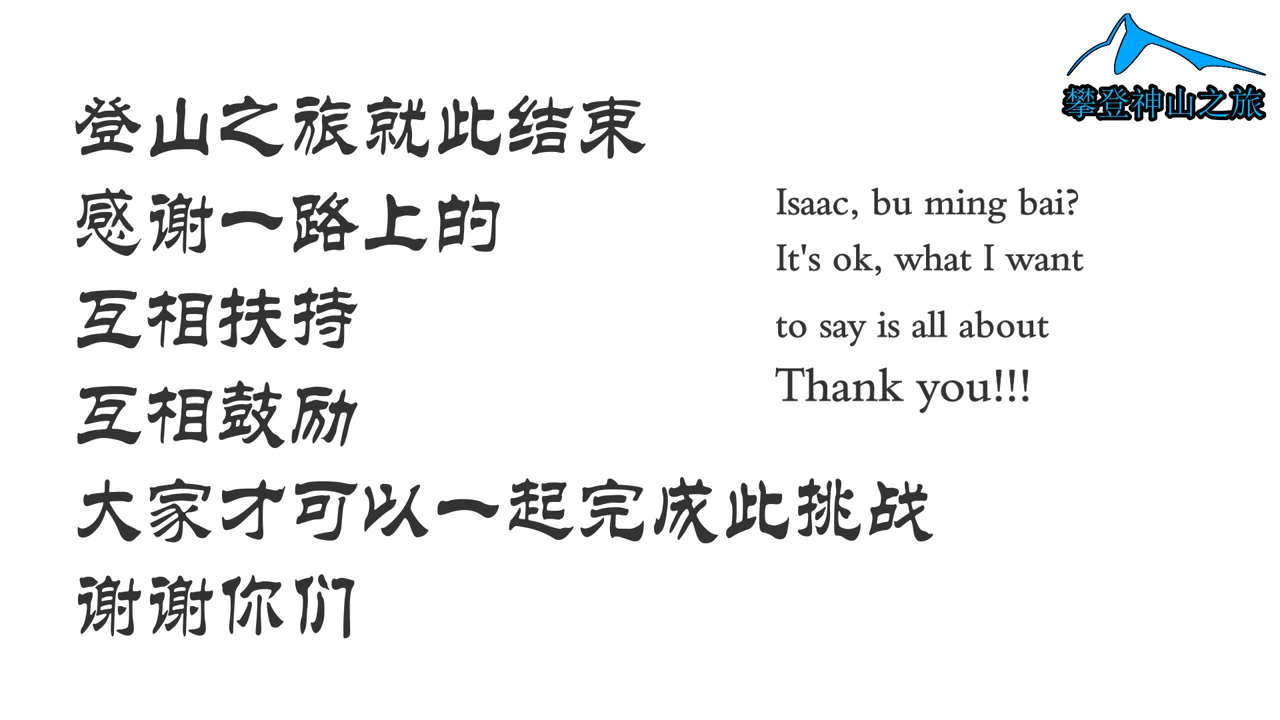 攀登神山之旅
登山之旅就此结束
感谢一路上的
互相扶持
互相鼓励
大家才可以一起完成此挑战
谢谢你们
Isaac, bu ming bai?
It's ok, what I want
to say is all about
Thank you!!!